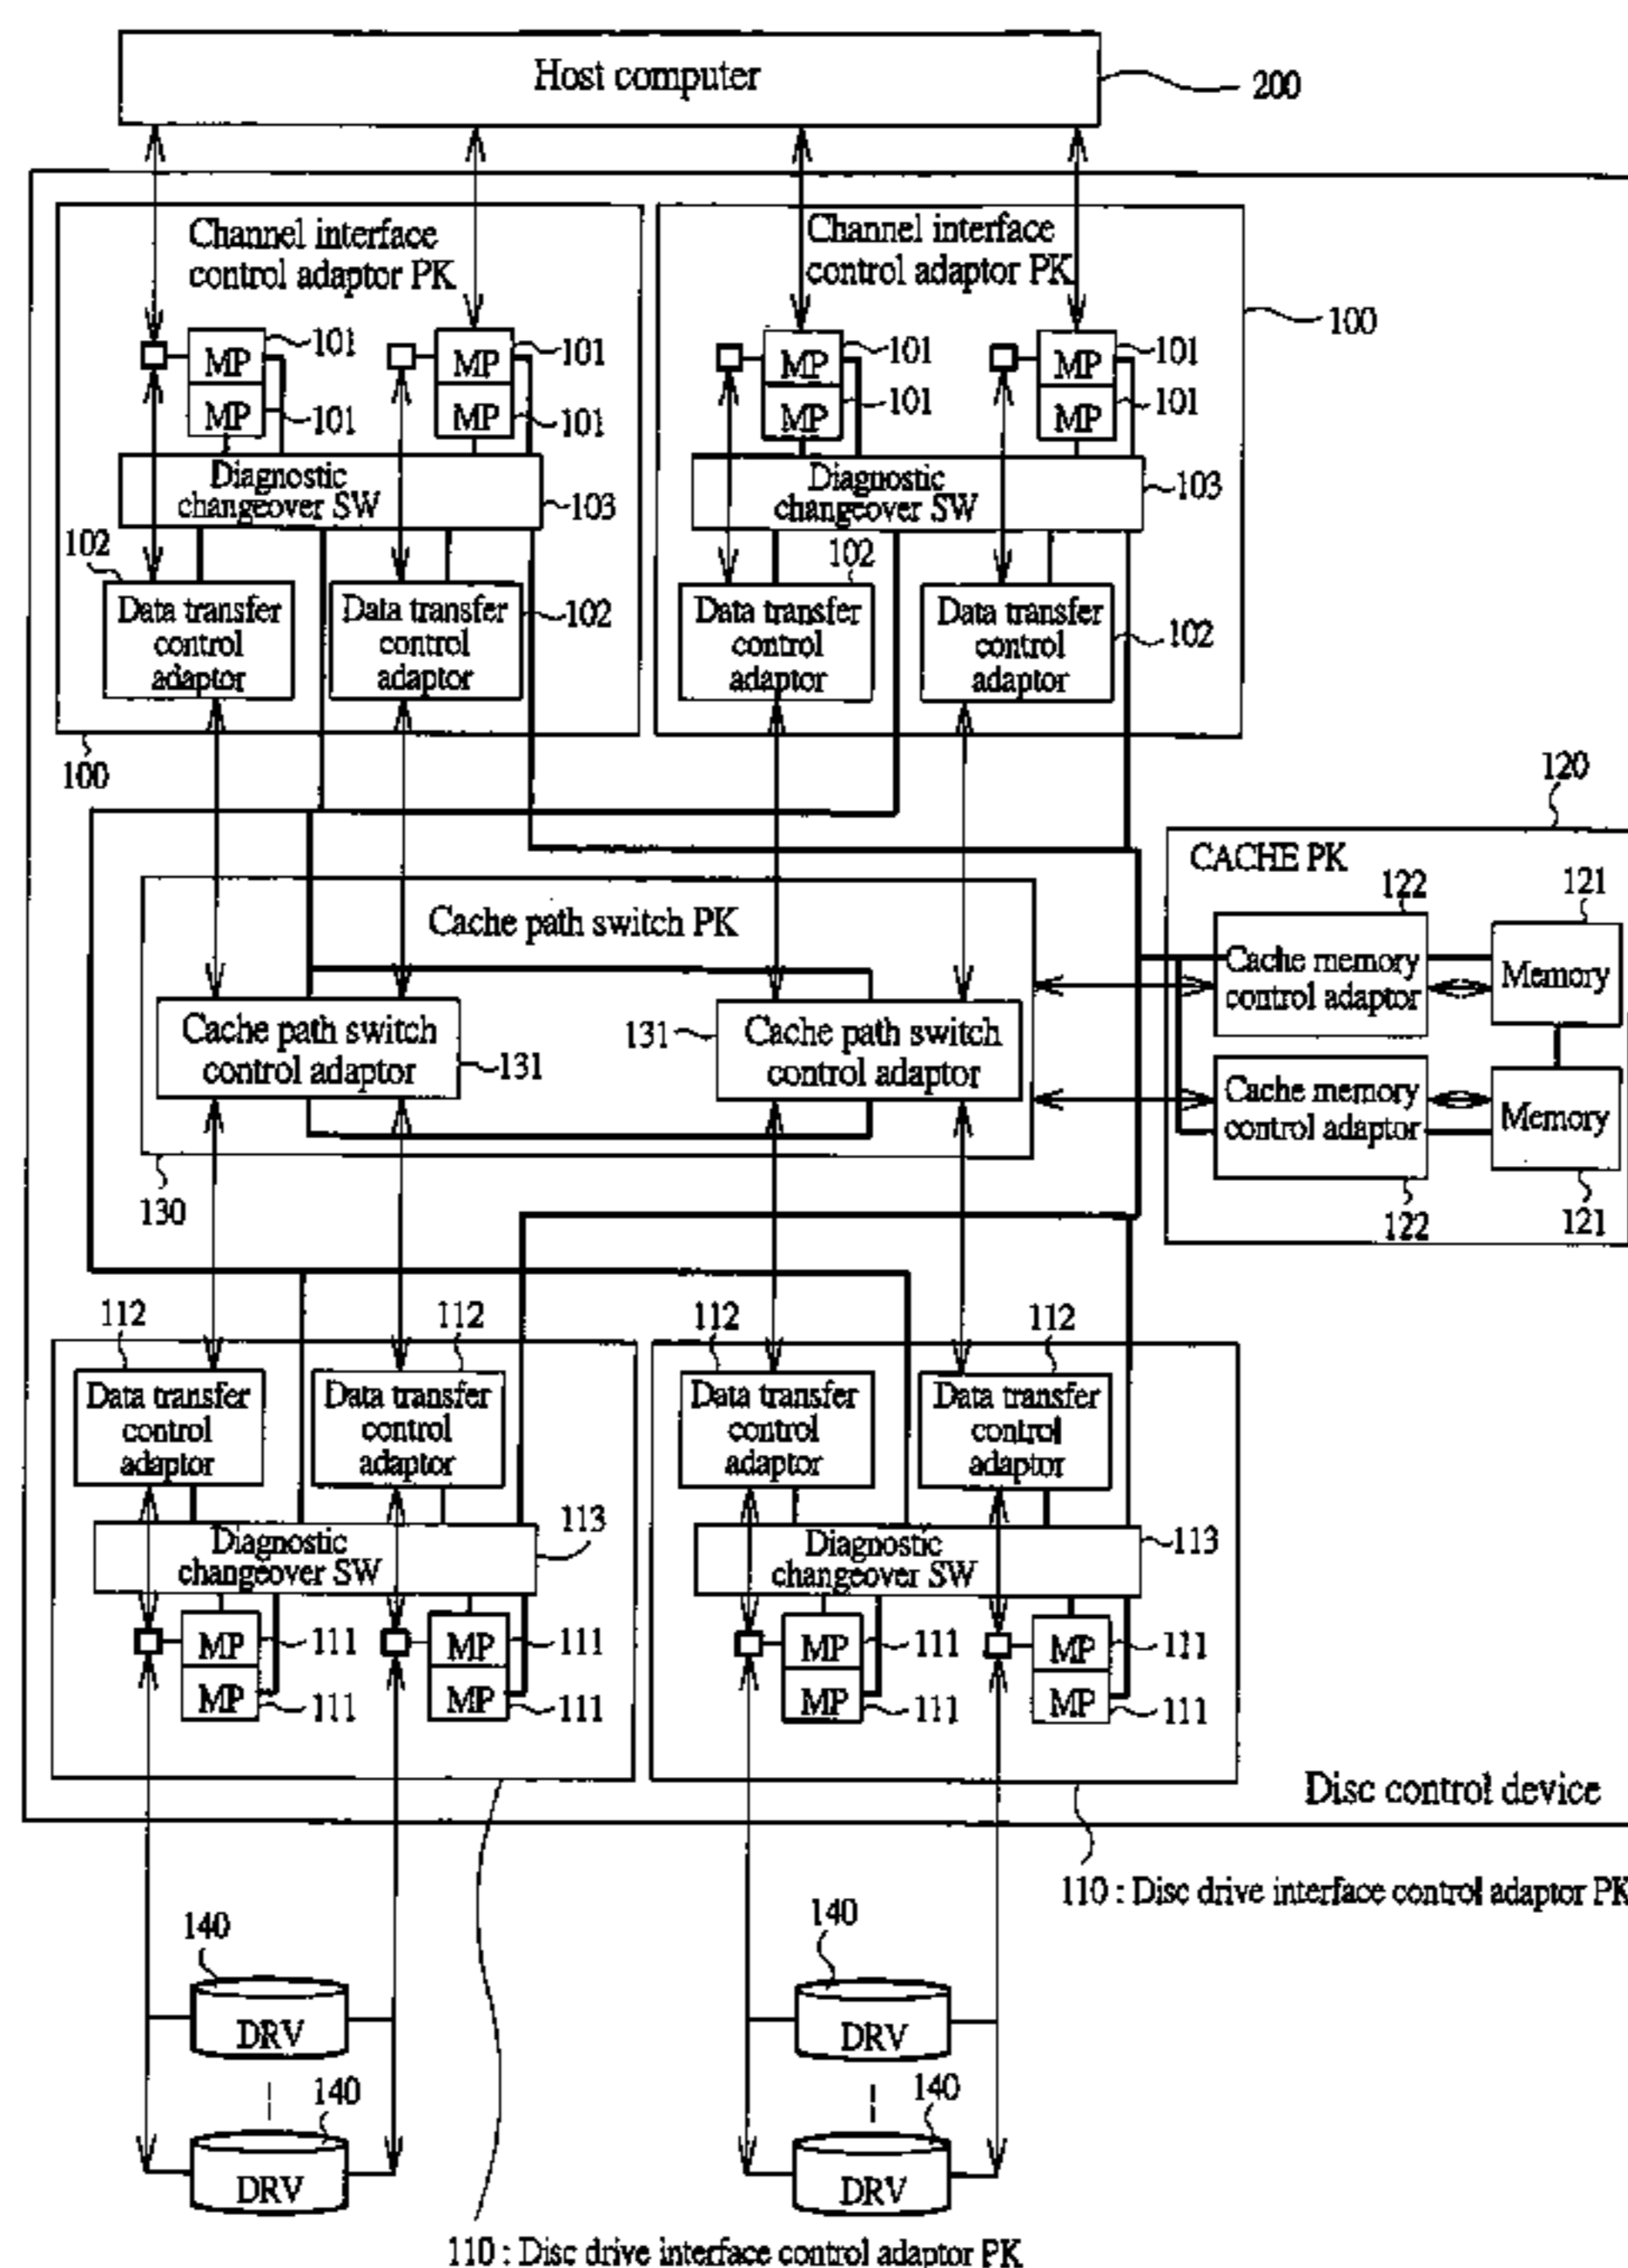 Host computer
200
Channel interface
control adaptor PK
Channel interface
control adaptor PK
100
MP
101
MP
101
MP
101
MP
101
MP
101
MP
101
MP
101
MP
101
Diagnostic
changeover SW
103
Diagnostic
changeover SW
103
102
Data transfer
control
adaptor
Data transfer
control
adaptor
102
102
Data transfer
control
adaptor
Data transfer
control
adaptor
102
100
120
CACHE PK
122
121
Cache path switch PK
Cache memory
control adaptor
Memory
Cache path switch
control adaptor
131
131
Cache path switch
control adaptor
Cache memory
control adaptor
Memory
122
121
130
112
112
112
112
Data transfer
control
adaptor
Data transfer
control
adaptor
Data transfer
control
adaptor
Data transfer
control
adaptor
Diagnostic
changeover SW
113
Diagnostic
changeover SW
113
MP
111
MP
111
MP
111
MP
111
MP
111
MP
111
MP
111
MP
111
Disc control device
110 : Disc drive interface control adaptor PK
140
DRV
140
DRV
140
DRV
140
DRV
110 : Disc drive interface control adaptor PK